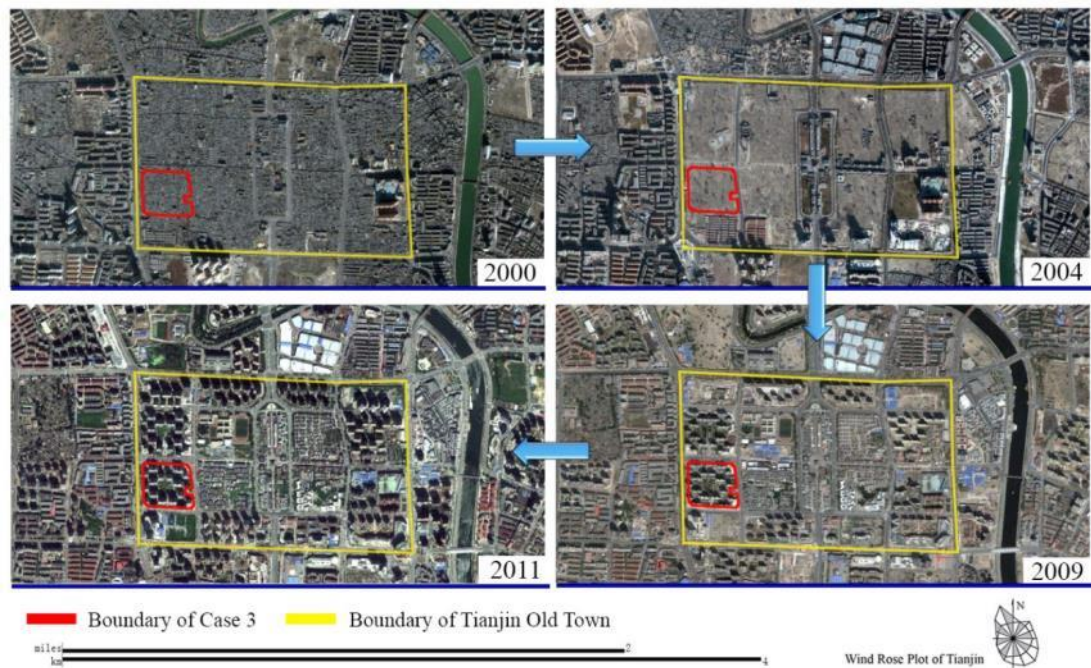 2000
2004
2011
2009
Boundary of Case 3
Boundary of Tianjin Old Town
N
miles
2
km
4
Wind Rose Plot of Tianjin